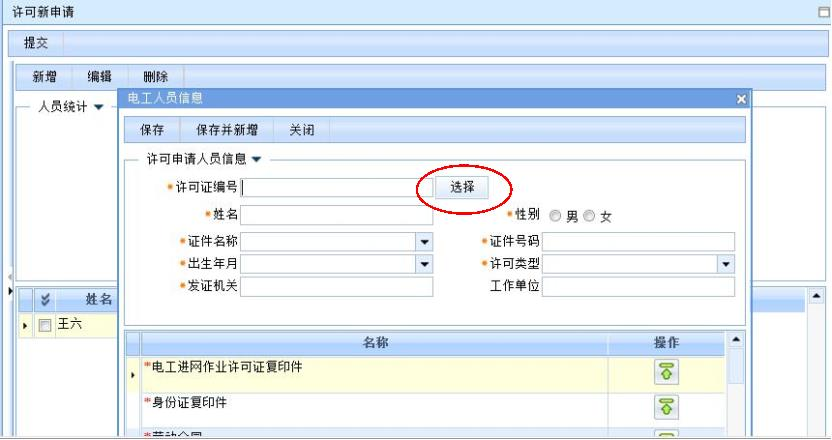 许可新申请
提交
新增 编辑 删除
人员统计
电工人员信息
保存 保存并新增 关闭
许可申请人员信息
*许可证编号 选择
*姓名 *性别 男 女
*证件名称 *证件号码
*出生年月 *许可类型
*发证机关 工作单位
姓名
王六
名称 操作
*电工进网作业许可证复印件
*身份证复印件